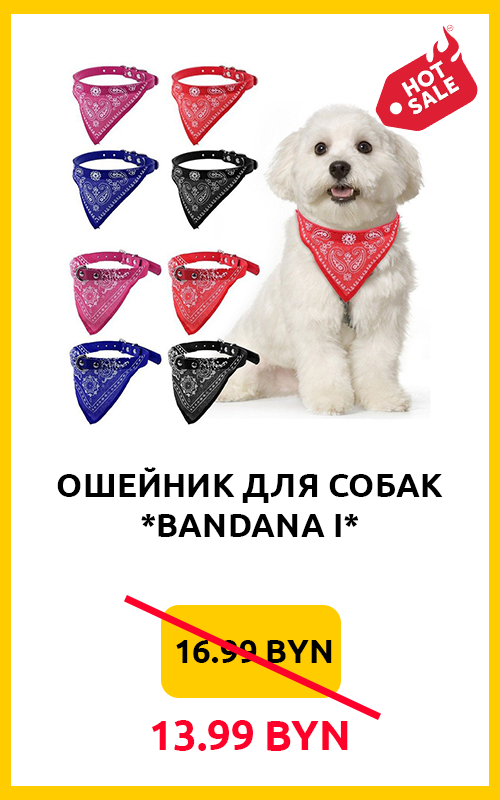 HOT
SALE
ОШЕЙНИК ДЛЯ СОБАК
*BANDANA I*
16.99 BYN
13.99 BYN